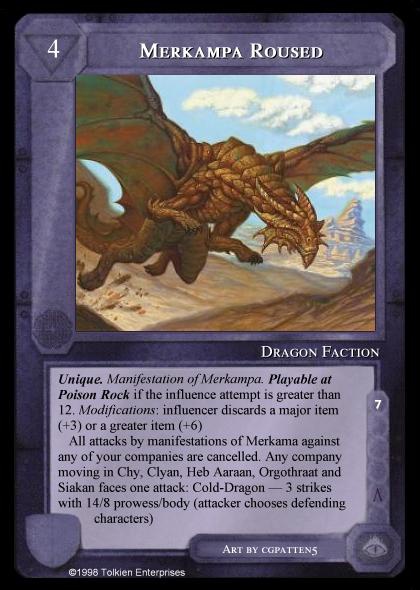 4
Merkampa Roused
Dragon Faction
Unique. Manifestation of Merkampa. Playable at
Poison Rock if the influence attempt is greater than
12. Modifications: influencer discards a major item
(+3) or a greater item (+6)
All attacks by manifestations of Merkama against
any of your companies are cancelled. Any company
moving in Chy, Clyan, Heb Aaraan, Orgothraat and
Siakan faces one attack: Cold-Dragon — 3 strikes
with 14/8 prowess/body (attacker chooses defending
characters)
7
Art by cgpatten5
©1998 Tolkien Enterprises